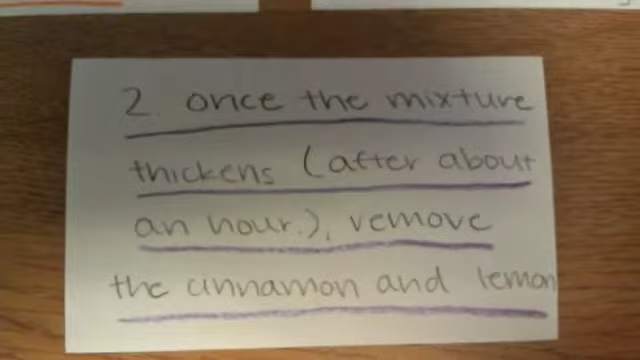 2. once the mixture
thickens (after about
an hour.), remove
the cinnamon and lemon